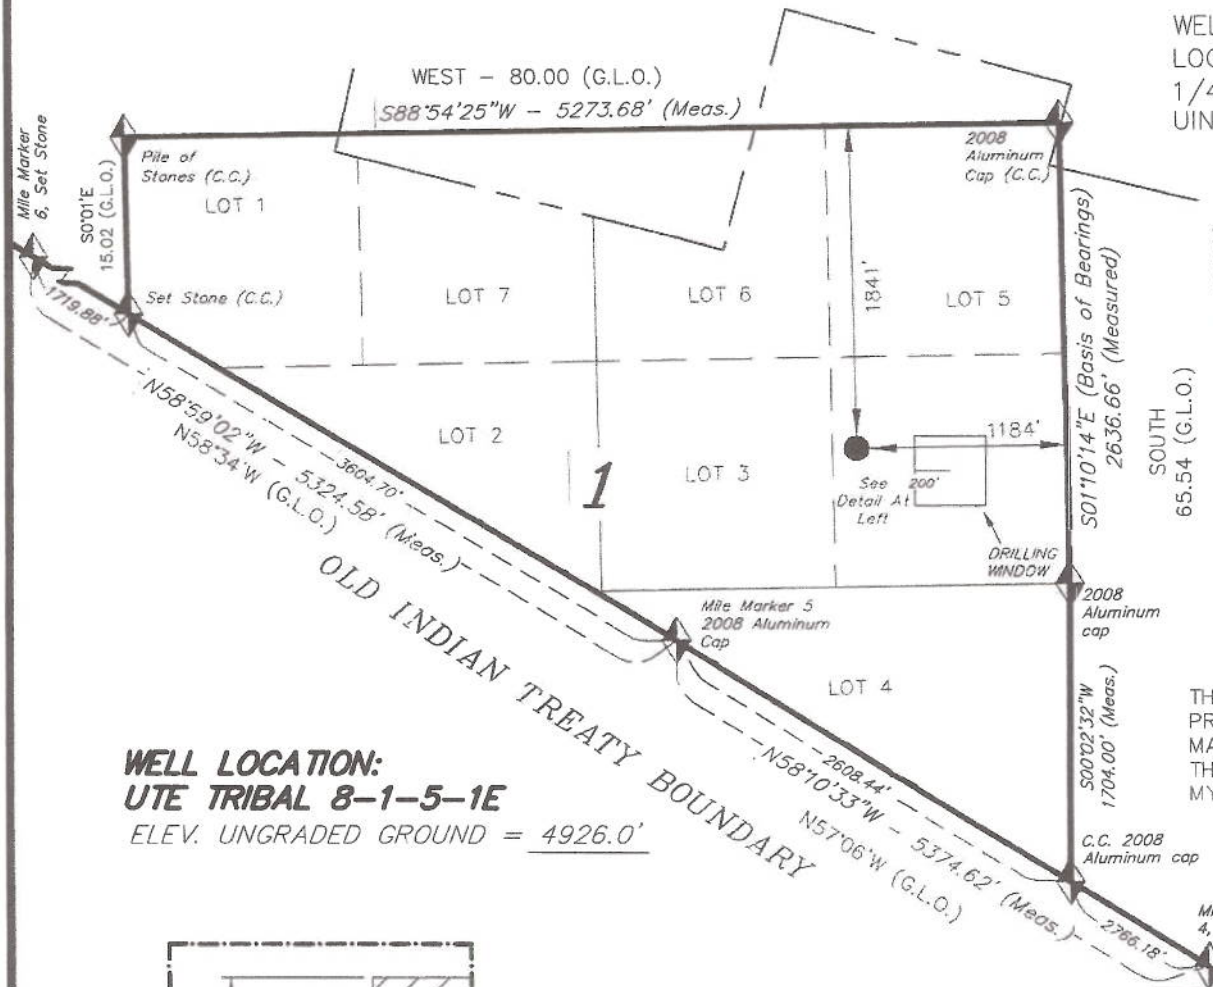 WEST – 80.00 (G.L.O.)
S88°54'25"W – 5273.68' (Meas.)
WEL
LOC
1/4
UIN
Mile Marker
6, Set Stone
S0°01'E
15.02 (G.L.O.)
Pile of
Stones (C.C.)
LOT 1
2008
Aluminum
Cap (C.C.)
1719.88'
Set Stone (C.C.)
LOT 7
LOT 6
1841'
LOT 5
S01°10'14"E (Basis of Bearings)
2636.66' (Measured)
SOUTH
65.54 (G.L.O.)
N58°59'02"W – 5324.58' (Meas.)
N58°34'W (G.L.O.)
3604.70'
LOT 2
1
LOT 3
1184'
See
Detail At
Left
200'
DRILLING
WINDOW
OLD INDIAN TREATY BOUNDARY
Mile Marker 5
2008 Aluminum
Cap
2008
Aluminum
cap
LOT 4
S00°02'32"W
1704.00' (Meas.)
TH
PR
MA
TH
MY
WELL LOCATION:
UTE TRIBAL 8–1–5–1E
ELEV. UNGRADED GROUND = 4926.0'
2608.44'
N58°10'33"W – 5374.62' (Meas.)
N57°06'W (G.L.O.)
C.C. 2008
Aluminum cap
2766.18'
4,